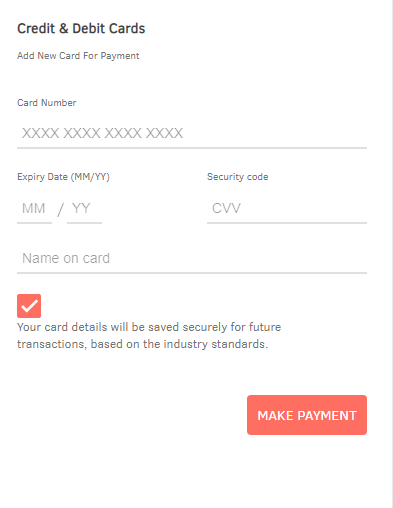 Credit & Debit Cards
Add New Card For Payment
Card Number
XXXX XXXX XXXX XXXX
Expiry Date (MM/YY)
Security code
MM / YY
CVV
Name on card
Your card details will be saved securely for future
transactions, based on the industry standards.
MAKE PAYMENT